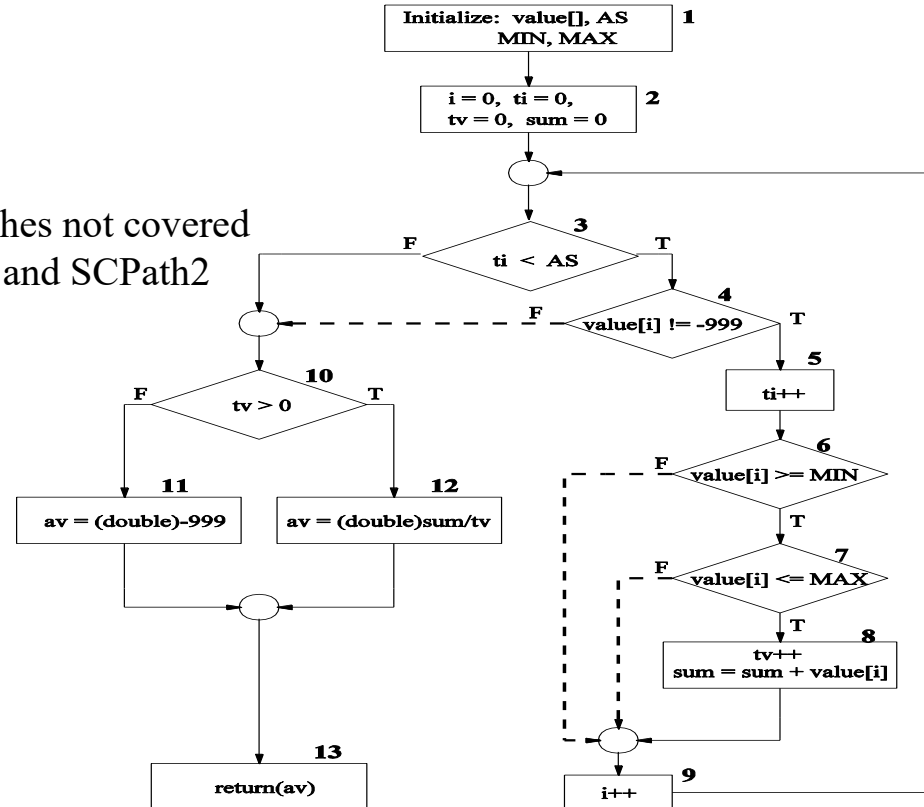 Initialize: value[], AS
MIN, MAX
1
i = 0, ti = 0,
tv = 0, sum = 0
2
hes not covered
and SCPath2
3
F
ti < AS
T
4
F
value[i] != -999
T
5
ti++
10
F
tv > 0
T
6
F
value[i] >= MIN
T
11
av = (double)-999
12
av = (double)sum/tv
7
F
value[i] <= MAX
T
8
tv++
sum = sum + value[i]
13
return(av)
9
i++